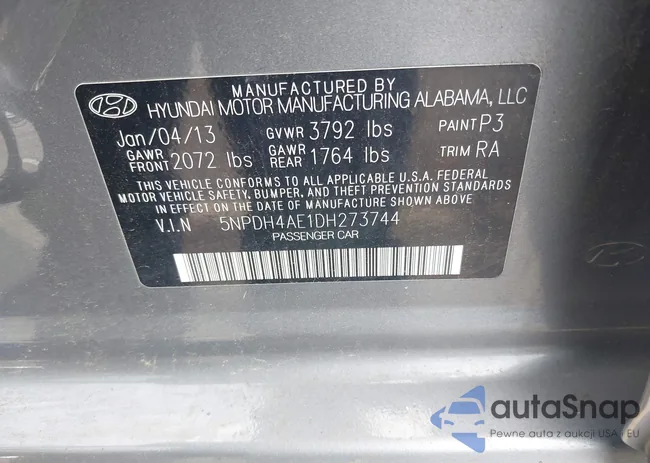 MANUFACTURED BY
HYUNDAI MOTOR MANUFACTURING ALABAMA, LLC
Jan/04/13 GVWR 3792 lbs PAINT P3
GAWR FRONT 2072 lbs GAWR REAR 1764 lbs TRIM RA
THIS VEHICLE CONFORMS TO ALL APPLICABLE U.S.A. FEDERAL
MOTOR VEHICLE SAFETY, BUMPER, AND THEFT PREVENTION STANDARDS
IN EFFECT ON THE DATE OF MANUFACTURE SHOWN ABOVE
V.I.N 5NPDH4AE1DH273744
PASSENGER CAR
autoSnap
Pewne auta z aukcji USA i EU